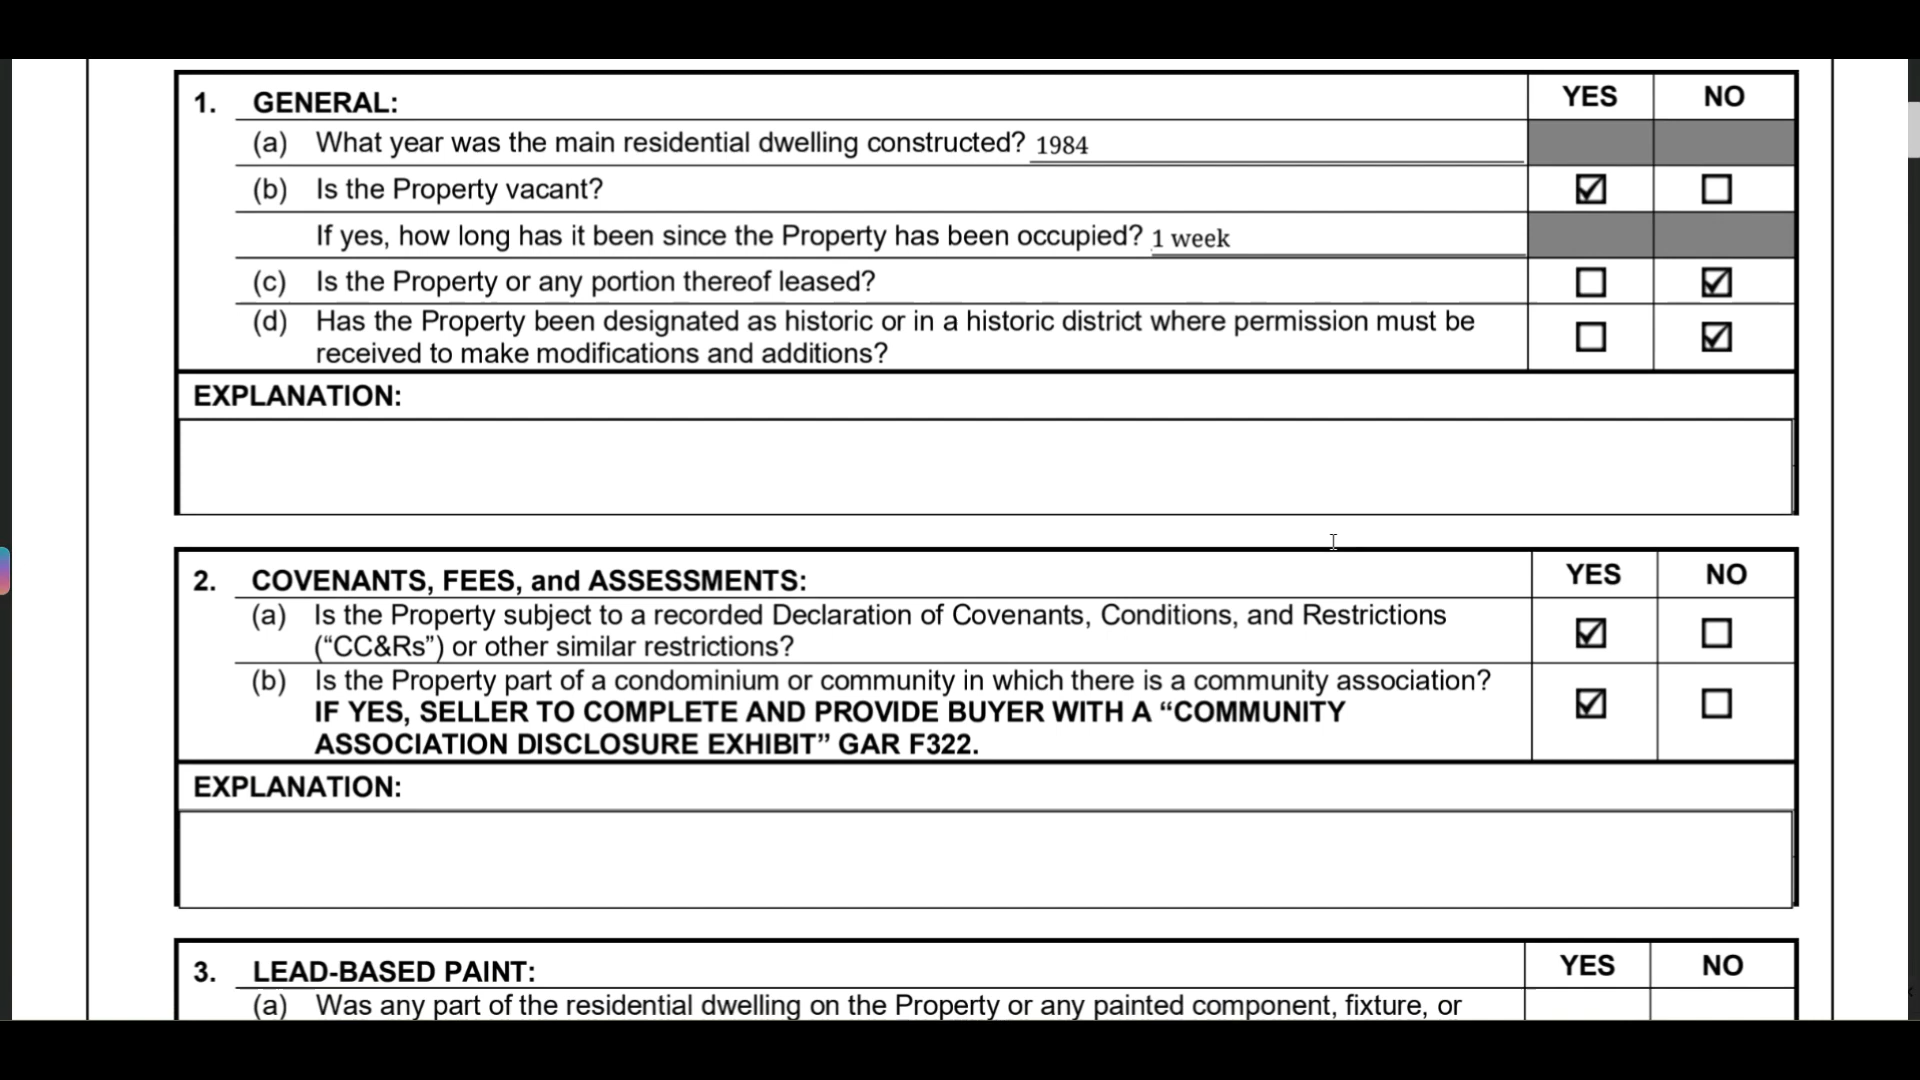 1. GENERAL: YES NO
(a) What year was the main residential dwelling constructed? 1984
(b) Is the Property vacant?
If yes, how long has it been since the Property has been occupied? 1 week
(c) Is the Property or any portion thereof leased?
(d) Has the Property been designated as historic or in a historic district where permission must be
received to make modifications and additions?
EXPLANATION:
2. COVENANTS, FEES, and ASSESSMENTS: YES NO
(a) Is the Property subject to a recorded Declaration of Covenants, Conditions, and Restrictions
(“CC&Rs”) or other similar restrictions?
(b) Is the Property part of a condominium or community in which there is a community association?
IF YES, SELLER TO COMPLETE AND PROVIDE BUYER WITH A “COMMUNITY
ASSOCIATION DISCLOSURE EXHIBIT” GAR F322.
EXPLANATION:
3. LEAD-BASED PAINT: YES NO
(a) Was any part of the residential dwelling on the Property or any painted component, fixture, or